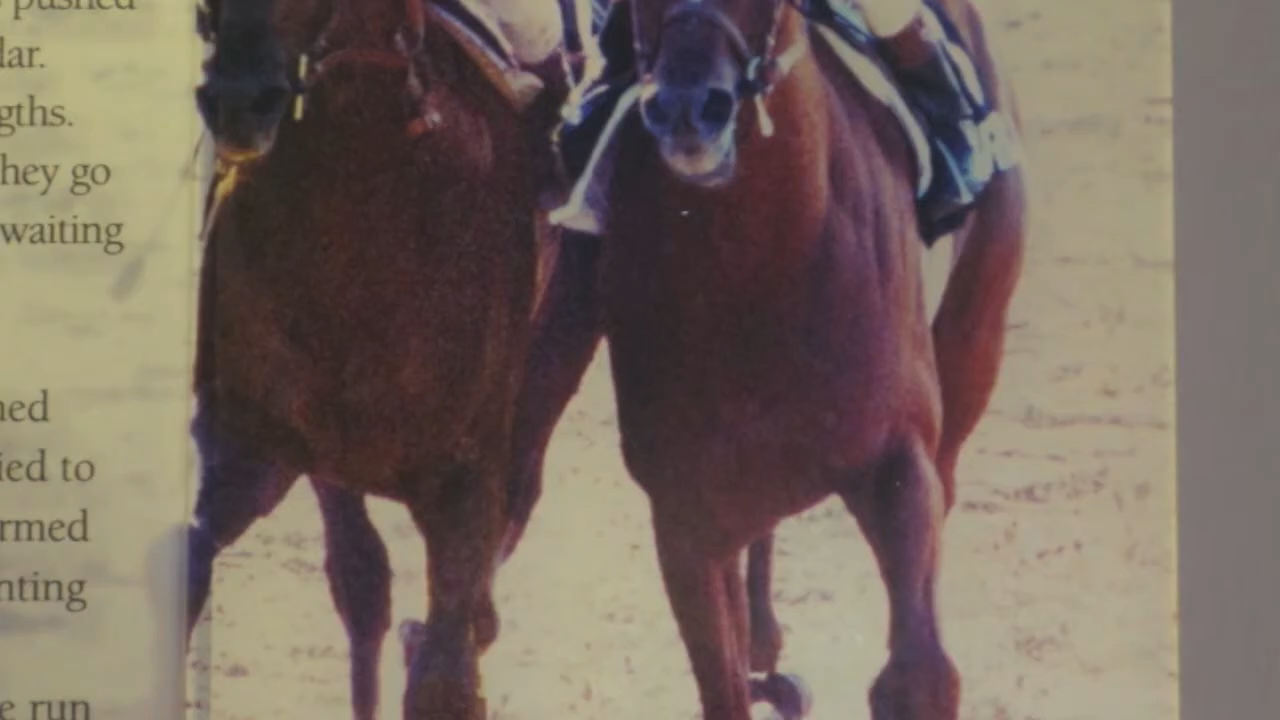 pushed
lar.
gths.
hey go
waiting
ned
ied to
rmed
nting
e run